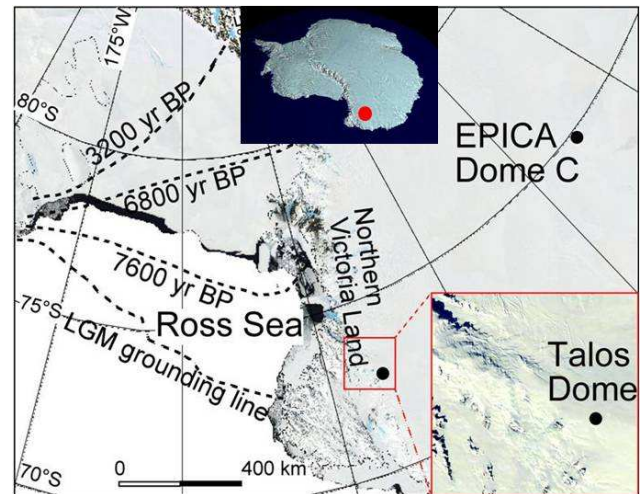 175°W
80°S
3200 yr BP
6800 yr BP
7600 yr BP
75°S
LGM grounding line
70°S
Ross Sea
Northern
Victoria Land
EPICA
Dome C
Talos
Dome
0
400 km